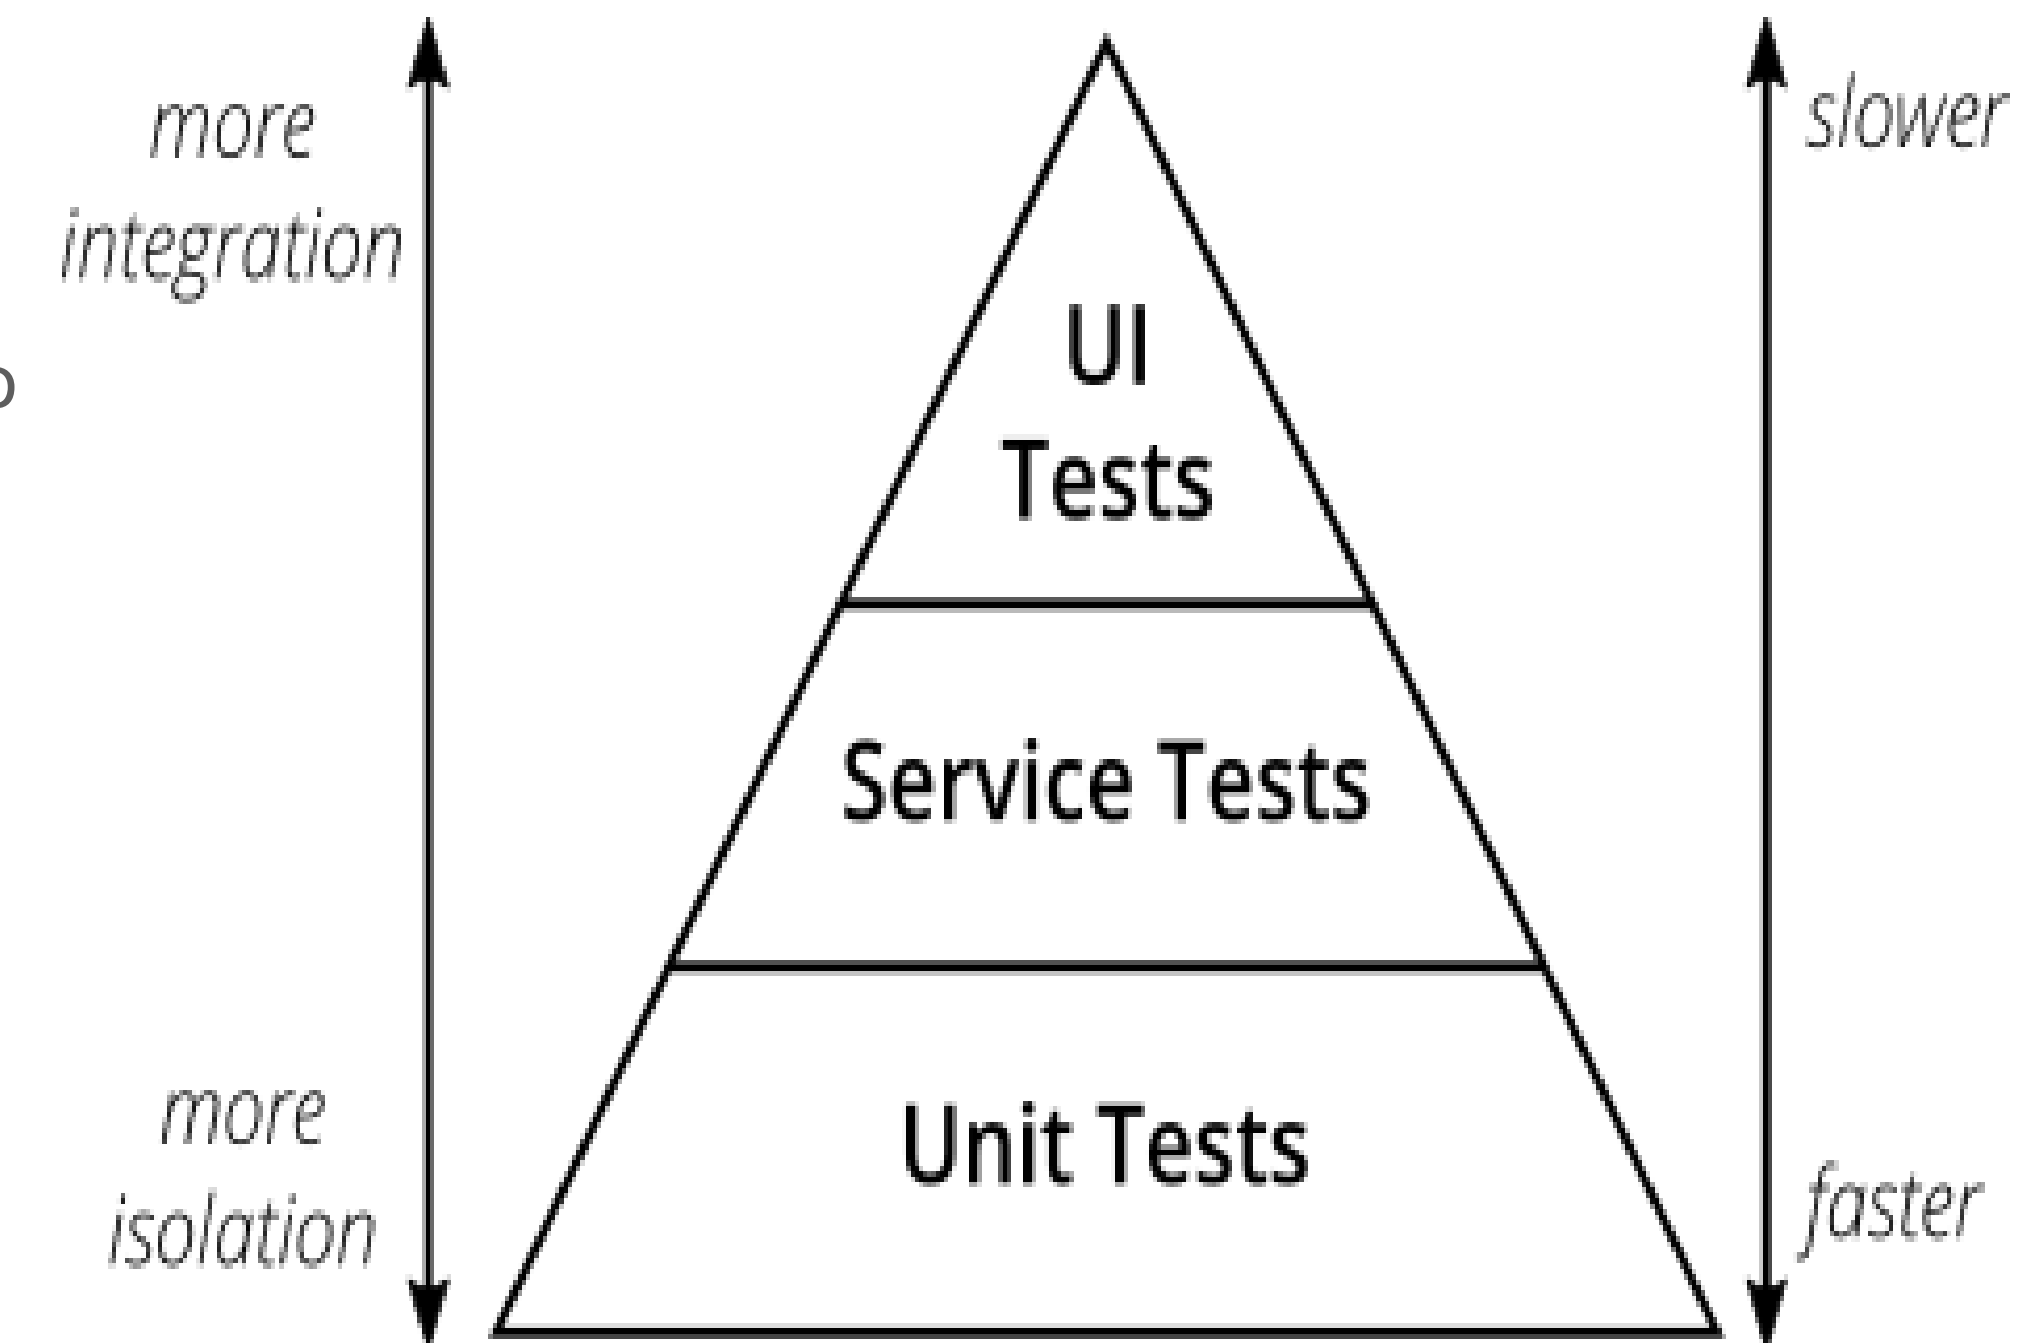 more
integration
slower
UI
Tests
Service Tests
Unit Tests
more
isolation
faster